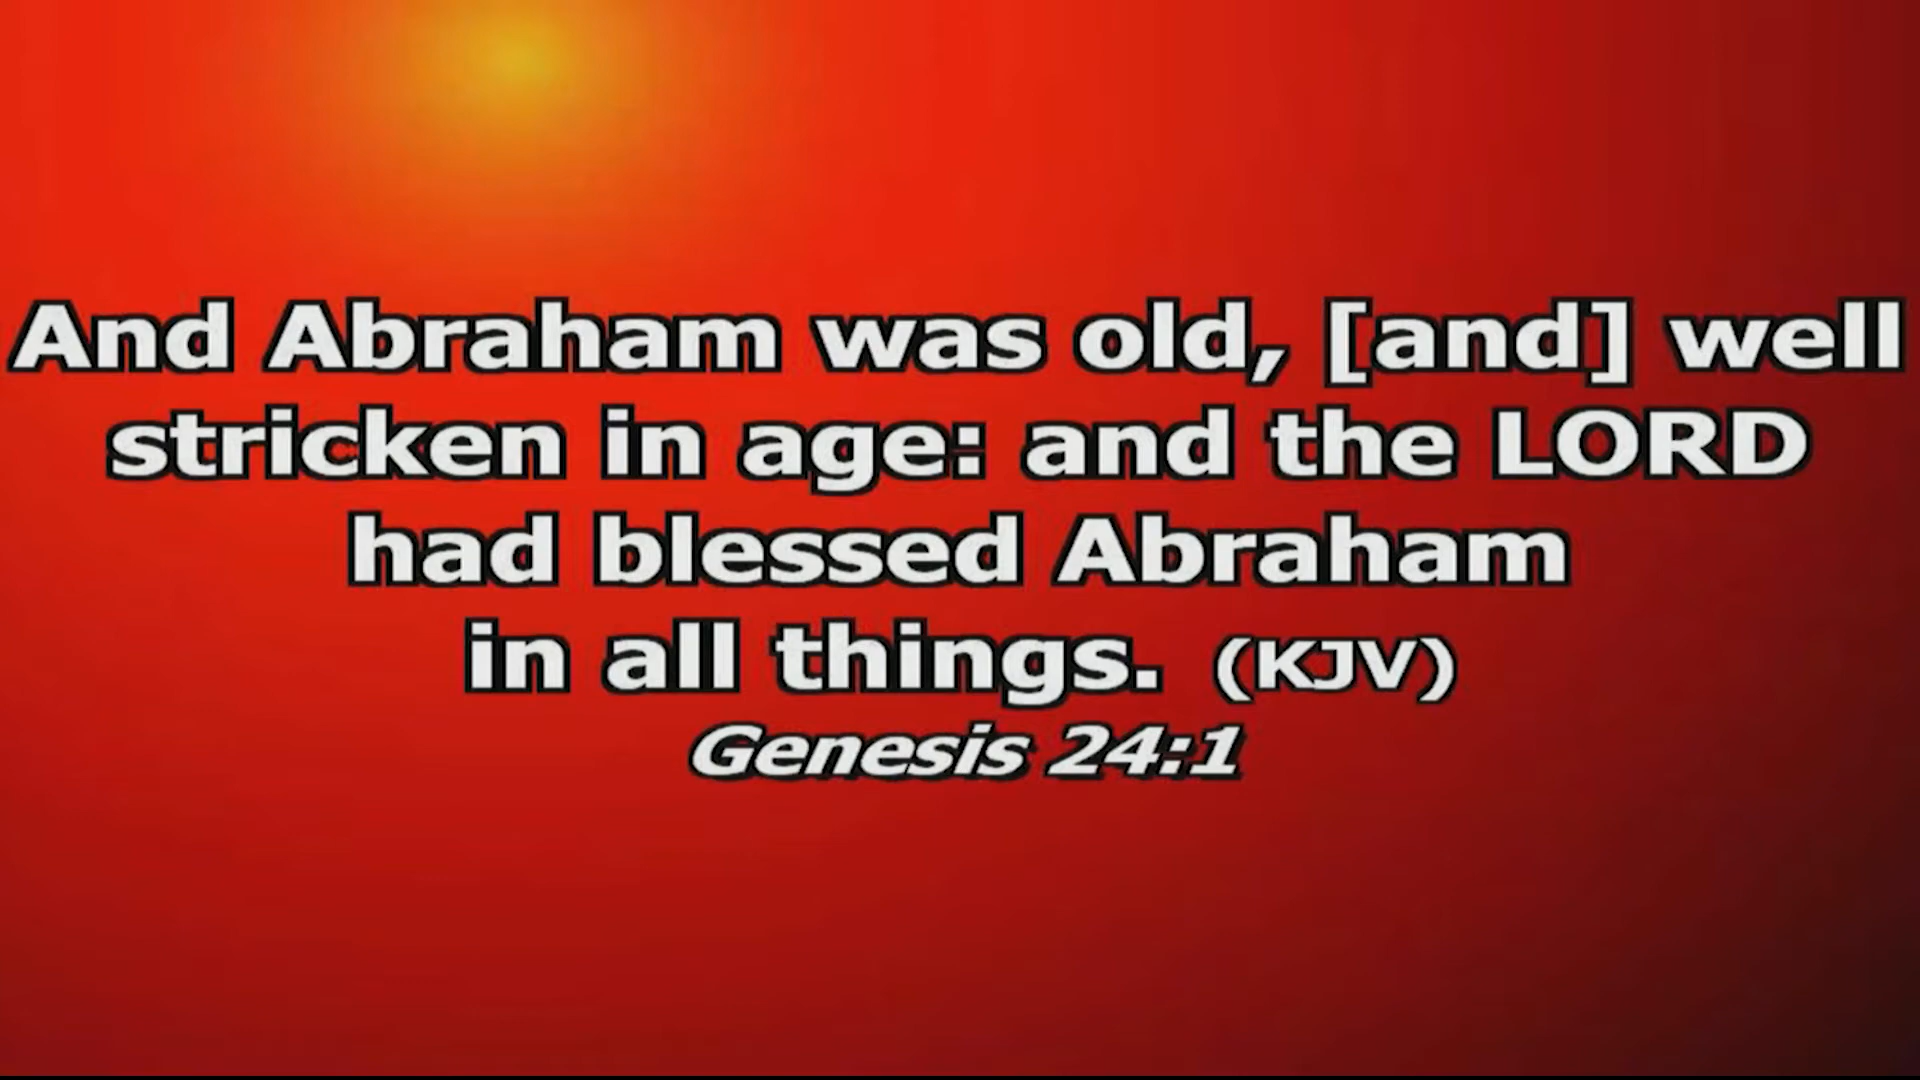 And Abraham was old, [and] well
stricken in age: and the LORD
had blessed Abraham
in all things. (KJV)
Genesis 24:1